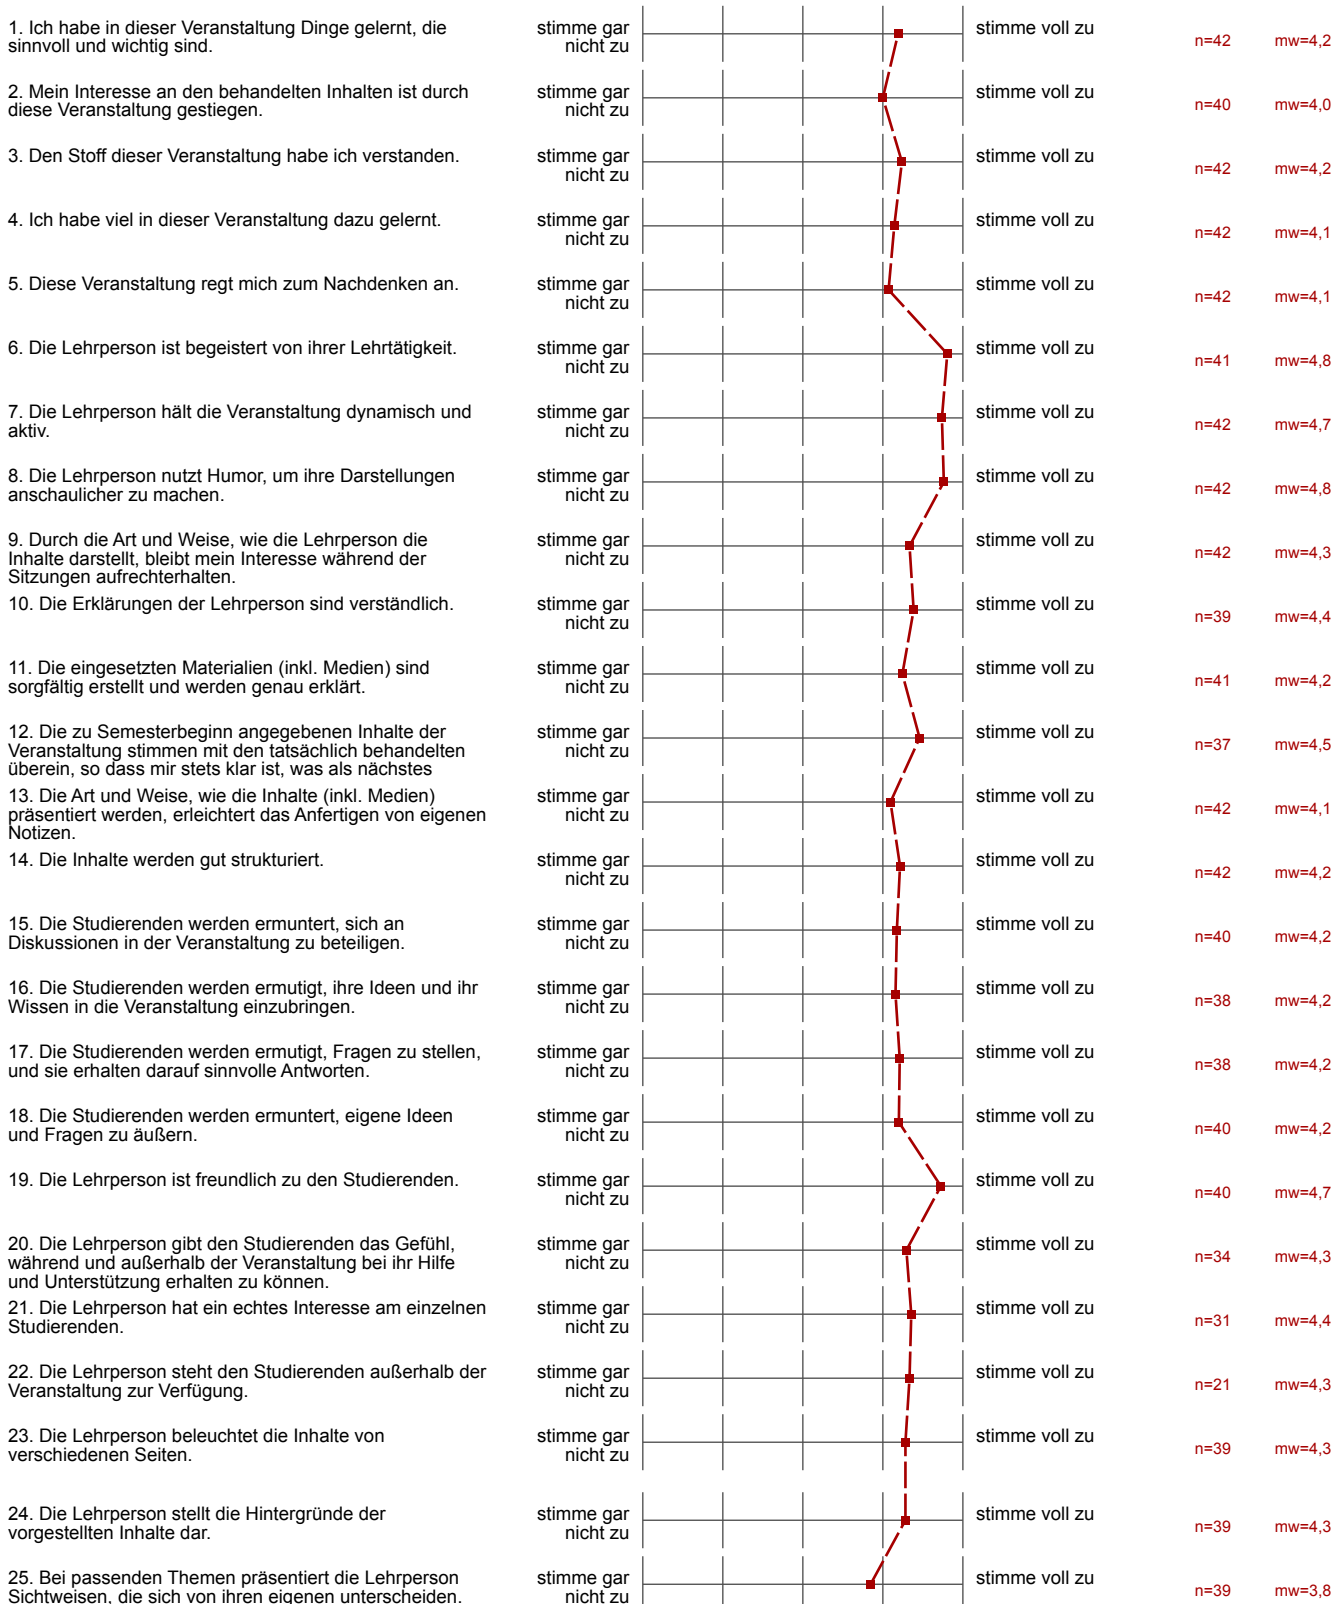 1. Ich habe in dieser Veranstaltung Dinge gelernt, die
sinnvoll und wichtig sind.
stimme gar
nicht zu
stimme voll zu
n=42 mw=4,2
2. Mein Interesse an den behandelten Inhalten ist durch
diese Veranstaltung gestiegen.
stimme gar
nicht zu
stimme voll zu
n=40 mw=4,0
3. Den Stoff dieser Veranstaltung habe ich verstanden.
stimme gar
nicht zu
stimme voll zu
n=42 mw=4,2
4. Ich habe viel in dieser Veranstaltung dazu gelernt.
stimme gar
nicht zu
stimme voll zu
n=42 mw=4,1
5. Diese Veranstaltung regt mich zum Nachdenken an.
stimme gar
nicht zu
stimme voll zu
n=42 mw=4,1
6. Die Lehrperson ist begeistert von ihrer Lehrtätigkeit.
stimme gar
nicht zu
stimme voll zu
n=41 mw=4,8
7. Die Lehrperson hält die Veranstaltung dynamisch und
aktiv.
stimme gar
nicht zu
stimme voll zu
n=42 mw=4,7
8. Die Lehrperson nutzt Humor, um ihre Darstellungen
anschaulicher zu machen.
stimme gar
nicht zu
stimme voll zu
n=42 mw=4,8
9. Durch die Art und Weise, wie die Lehrperson die
Inhalte darstellt, bleibt mein Interesse während der
Sitzungen aufrechterhalten.
stimme gar
nicht zu
stimme voll zu
n=42 mw=4,3
10. Die Erklärungen der Lehrperson sind verständlich.
stimme gar
nicht zu
stimme voll zu
n=39 mw=4,4
11. Die eingesetzten Materialien (inkl. Medien) sind
sorgfältig erstellt und werden genau erklärt.
stimme gar
nicht zu
stimme voll zu
n=41 mw=4,2
12. Die zu Semesterbeginn angegebenen Inhalte der
Veranstaltung stimmen mit den tatsächlich behandelten
überein, so dass mir stets klar ist, was als nächstes
stimme gar
nicht zu
stimme voll zu
n=37 mw=4,5
13. Die Art und Weise, wie die Inhalte (inkl. Medien)
präsentiert werden, erleichtert das Anfertigen von eigenen
Notizen.
stimme gar
nicht zu
stimme voll zu
n=42 mw=4,1
14. Die Inhalte werden gut strukturiert.
stimme gar
nicht zu
stimme voll zu
n=42 mw=4,2
15. Die Studierenden werden ermuntert, sich an
Diskussionen in der Veranstaltung zu beteiligen.
stimme gar
nicht zu
stimme voll zu
n=40 mw=4,2
16. Die Studierenden werden ermutigt, ihre Ideen und ihr
Wissen in die Veranstaltung einzubringen.
stimme gar
nicht zu
stimme voll zu
n=38 mw=4,2
17. Die Studierenden werden ermutigt, Fragen zu stellen,
und sie erhalten darauf sinnvolle Antworten.
stimme gar
nicht zu
stimme voll zu
n=38 mw=4,2
18. Die Studierenden werden ermuntert, eigene Ideen
und Fragen zu äußern.
stimme gar
nicht zu
stimme voll zu
n=40 mw=4,2
19. Die Lehrperson ist freundlich zu den Studierenden.
stimme gar
nicht zu
stimme voll zu
n=40 mw=4,7
20. Die Lehrperson gibt den Studierenden das Gefühl,
während und außerhalb der Veranstaltung bei ihr Hilfe
und Unterstützung erhalten zu können.
stimme gar
nicht zu
stimme voll zu
n=34 mw=4,3
21. Die Lehrperson hat ein echtes Interesse am einzelnen
Studierenden.
stimme gar
nicht zu
stimme voll zu
n=31 mw=4,4
22. Die Lehrperson steht den Studierenden außerhalb der
Veranstaltung zur Verfügung.
stimme gar
nicht zu
stimme voll zu
n=21 mw=4,3
23. Die Lehrperson beleuchtet die Inhalte von
verschiedenen Seiten.
stimme gar
nicht zu
stimme voll zu
n=39 mw=4,3
24. Die Lehrperson stellt die Hintergründe der
vorgestellten Inhalte dar.
stimme gar
nicht zu
stimme voll zu
n=39 mw=4,3
25. Bei passenden Themen präsentiert die Lehrperson
Sichtweisen, die sich von ihren eigenen unterscheiden.
stimme gar
nicht zu
stimme voll zu
n=39 mw=3,8